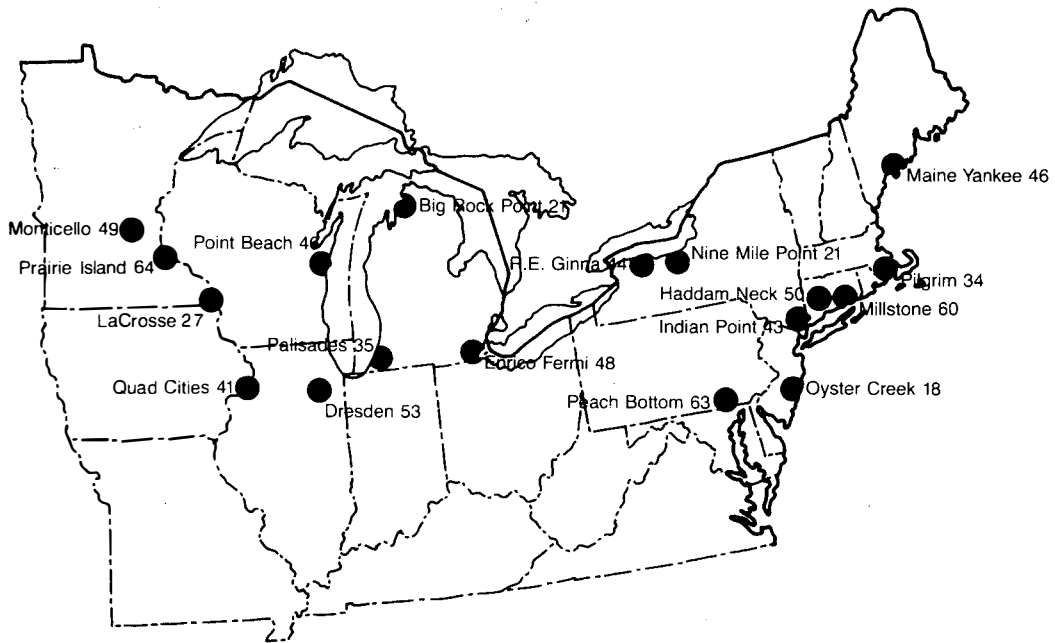 Maine Yankee 46
Big Rock Point 21
Monticello 49
Point Beach 46
Nine Mile Point 21
R.E. Ginna 44
Prairie Island 64
Pilgrim 34
Haddam Neck 50
Millstone 60
LaCrosse 27
Indian Point 43
Palisades 35
Enrico Fermi 48
Quad Cities 41
Oyster Creek 18
Dresden 53
Peach Bottom 63